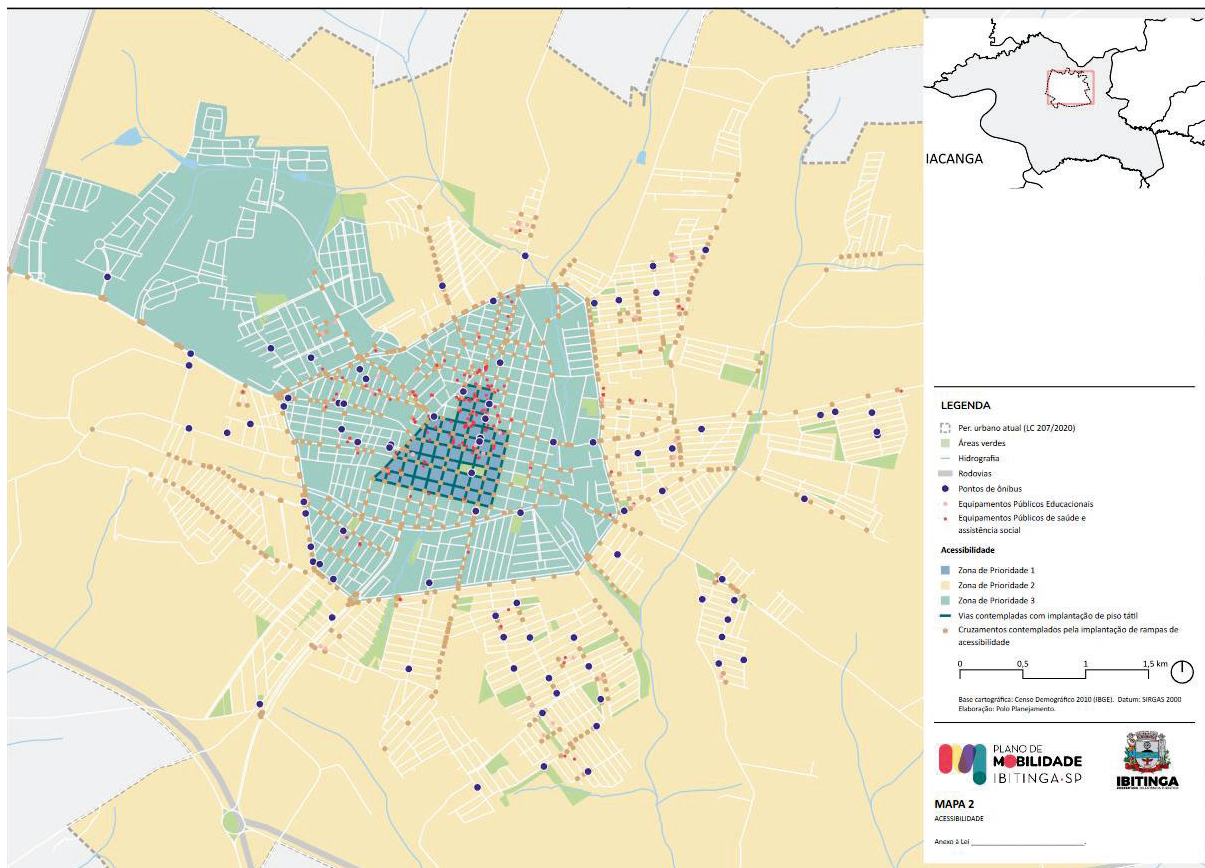 IACANGA
LEGENDA
Per. urbano atual (LC 207/2020)
Áreas verdes
Hidrografia
Rodovias
Pontos de ônibus
Equipamentos Públicos Educacionais
Equipamentos Públicos de saúde e
assistência social
Acessibilidade
Zona de Prioridade 1
Zona de Prioridade 2
Zona de Prioridade 3
Vias contempladas com implantação de piso tátil
Cruzamentos contemplados pela implantação de rampas de
acessibilidade
0 0,5 1 1,5 km
Base cartográfica: Censo Demográfico 2010 (IBGE). Datum: SIRGAS 2000
Elaboração: Polo Planejamento.
PLANO DE
MOBILIDADE
IBITINGA·SP
IBITINGA
MAPA 2
ACESSIBILIDADE
Anexo à Lei ______________________________.